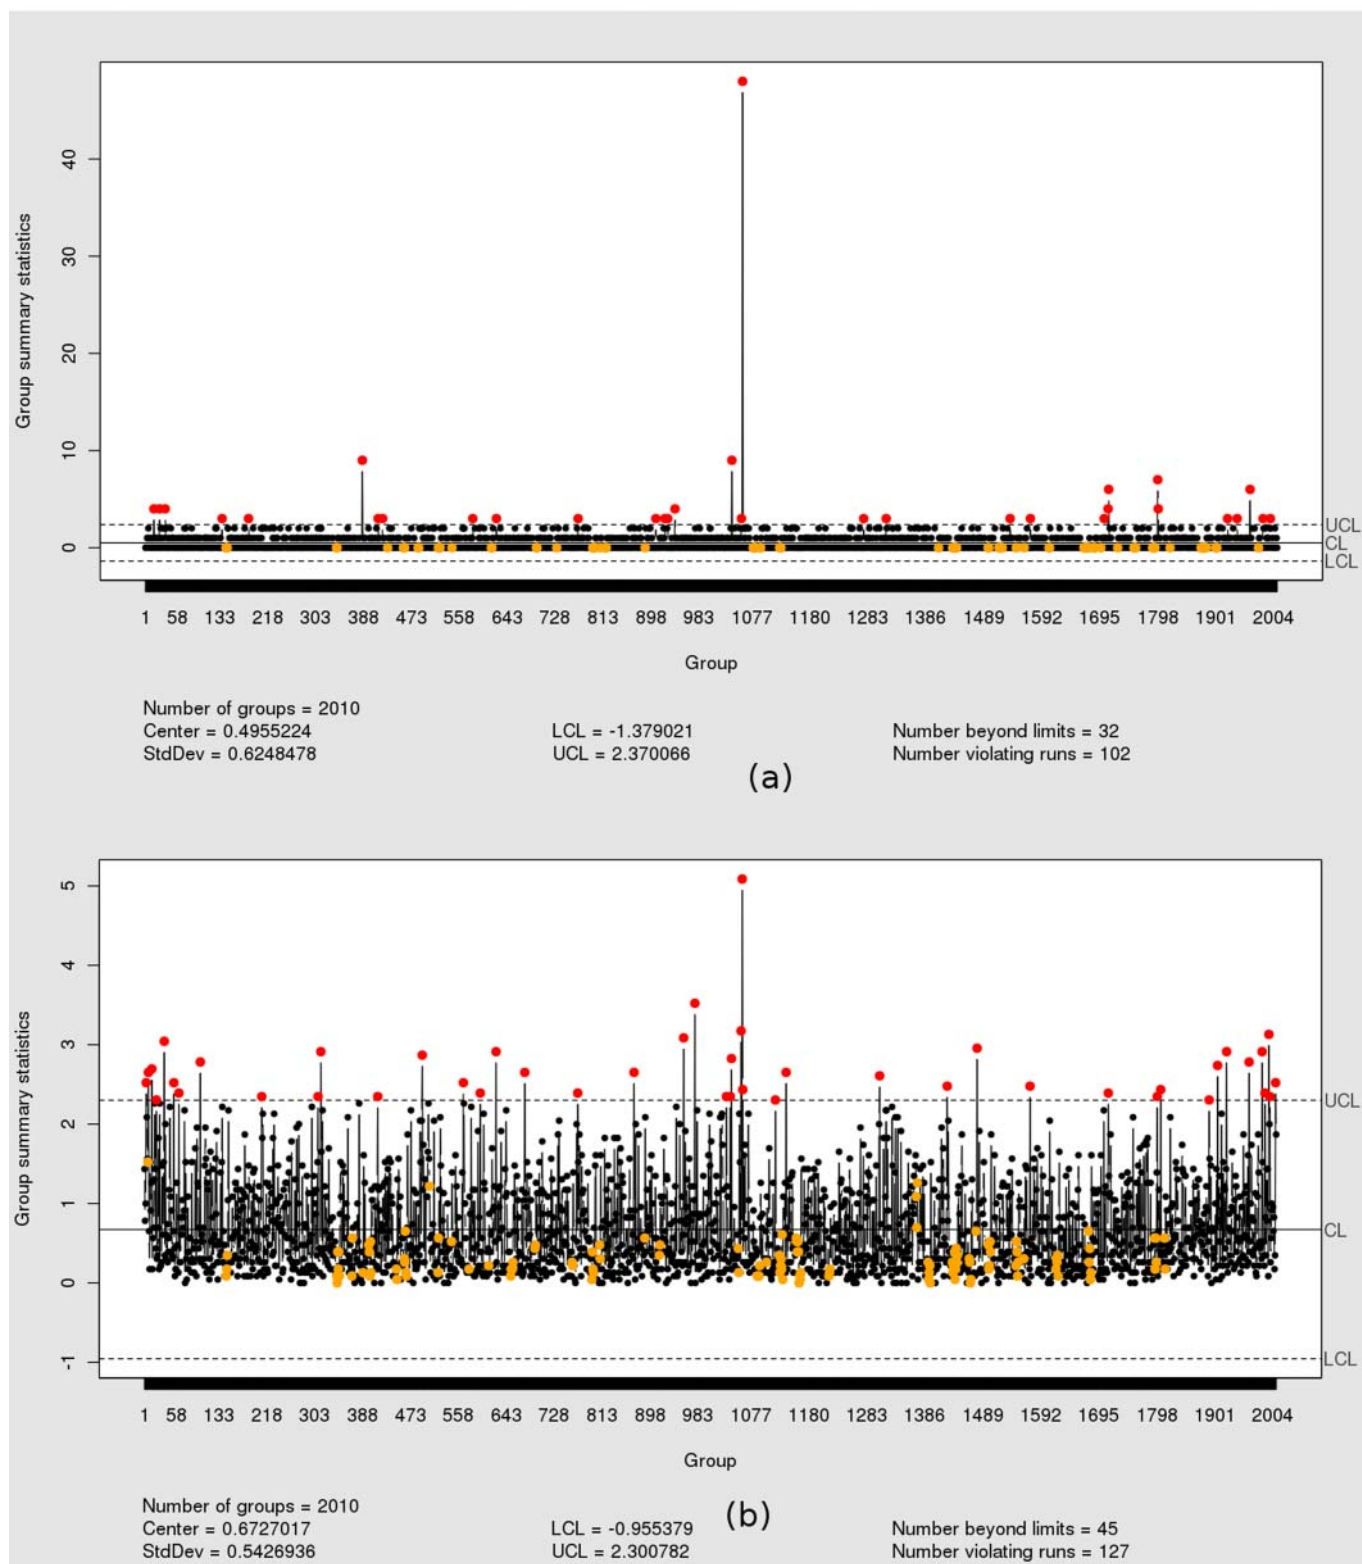 Group summary statistics
40
30
20
10
0
UCL
CL
LCL
1 58 133 218 303 388 473 558 643 728 813 898 983 1077 1180 1283 1386 1489 1592 1695 1798 1901 2004
Group
Number of groups = 2010
Center = 0.4955224 LCL = -1.379021 Number beyond limits = 32
StdDev = 0.6248478 UCL = 2.370066 Number violating runs = 102
(a)
Group summary statistics
5
4
3
2
1
0
-1
UCL
CL
LCL
1 58 133 218 303 388 473 558 643 728 813 898 983 1077 1180 1283 1386 1489 1592 1695 1798 1901 2004
Group
Number of groups = 2010
(b)
Center = 0.6727017 LCL = -0.955379 Number beyond limits = 45
StdDev = 0.5426936 UCL = 2.300782 Number violating runs = 127